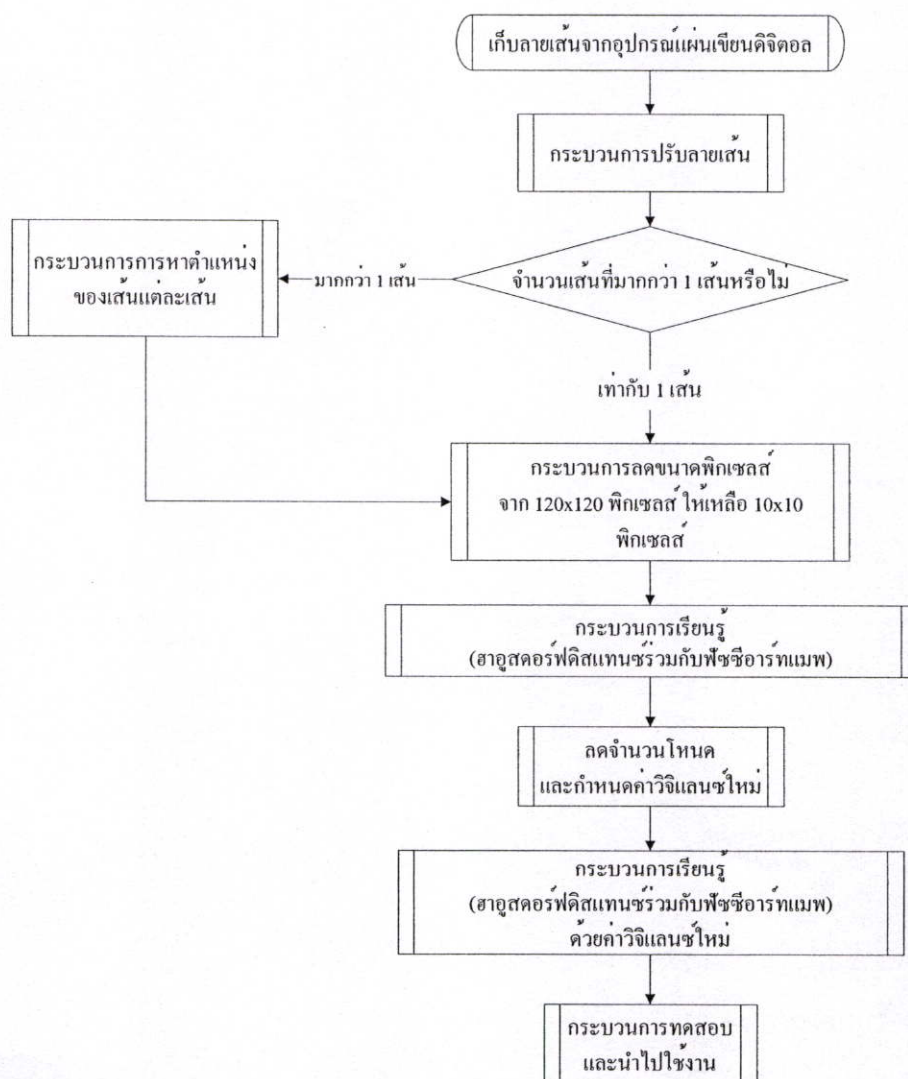 เก็บลายเส้นจากอุปกรณ์แผ่นเขียนดิจิตอล
กระบวนการปรับลายเส้น
จำนวนเส้นที่มากกว่า 1 เส้นหรือไม่
มากกว่า 1 เส้น
กระบวนการการหาตำแหน่ง
ของเส้นแต่ละเส้น
เท่ากับ 1 เส้น
กระบวนการลดขนาดพิกเซลส์
จาก 120x120 พิกเซลส์ ให้เหลือ 10x10
พิกเซลส์
กระบวนการเรียนรู้
(ฮาอูสดอร์ฟดิสแทนซ์ร่วมกับฟัซซีอาร์ทแมพ)
ลดจำนวนโหนด
และกำหนดค่าวิจิแลนซ์ใหม่
กระบวนการเรียนรู้
(ฮาอูสดอร์ฟดิสแทนซ์ร่วมกับฟัซซีอาร์ทแมพ)
ด้วยค่าวิจิแลนซ์ใหม่
กระบวนการทดสอบ
และนำไปใช้งาน